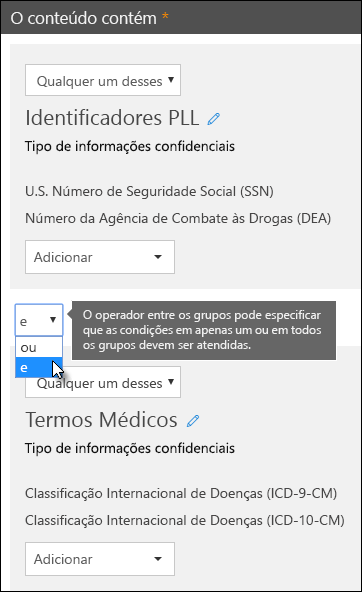 O conteúdo contém *
Qualquer um desses
Identificadores PLL
Tipo de informações confidenciais
U.S. Número de Seguridade Social (SSN)
Número da Agência de Combate às Drogas (DEA)
Adicionar
e
O operador entre os grupos pode especificar
que as condições em apenas um ou em todos
os grupos devem ser atendidas.
ou
e
Qualquer um desses
Termos Médicos
Tipo de informações confidenciais
Classificação Internacional de Doenças (ICD-9-CM)
Classificação Internacional de Doenças (ICD-10-CM)
Adicionar